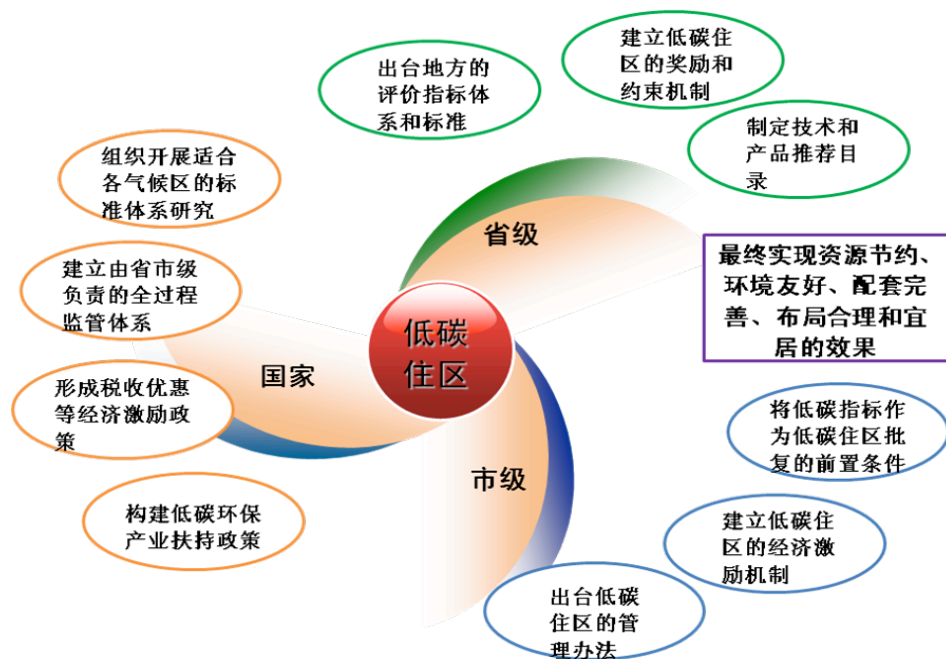 建立低碳住
区的奖励和
约束机制
出台地方的
评价指标体
系和标准
制定技术和
产品推荐目
录
组织开展适合
各气候区的标
准体系研究
省级
建立由省市级
负责的全过程
监管体系
最终实现资源节约、
环境友好、配套完
善、布局合理和宜
居的效果
低碳
住区
国家
形成税收优惠
等经济激励政
策
将低碳指标作
为低碳住区批
复的前置条件
市级
构建低碳环保
产业扶持政策
建立低碳住
区的经济激
励机制
出台低碳
住区的管
理办法